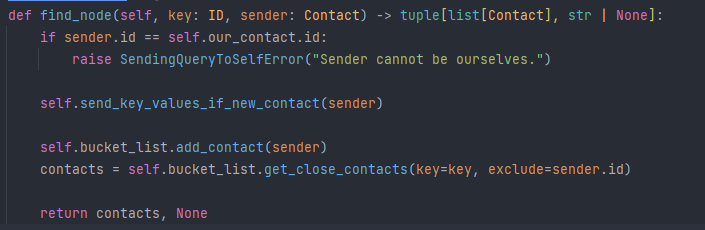 def find_node(self, key: ID, sender: Contact) -> tuple[list[Contact], str | None]:
    if sender.id == self.our_contact.id:
        raise SendingQueryToSelfError("Sender cannot be ourselves.")

    self.send_key_values_if_new_contact(sender)

    self.bucket_list.add_contact(sender)
    contacts = self.bucket_list.get_close_contacts(key=key, exclude=sender.id)

    return contacts, None